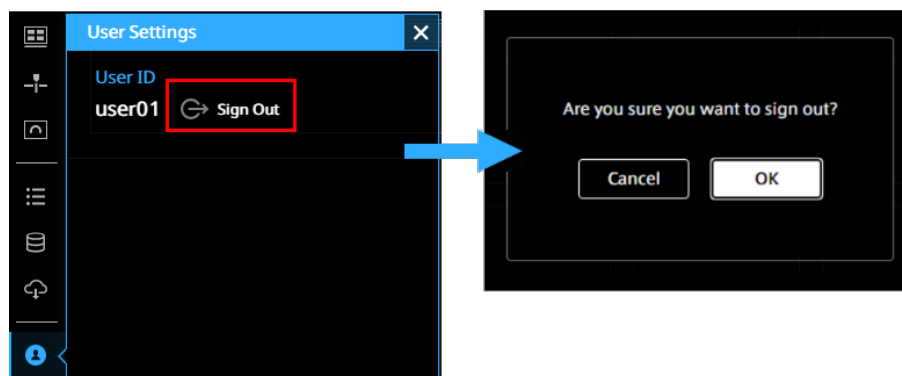 User Settings
User ID
user01 Sign Out
Are you sure you want to sign out?
Cancel OK